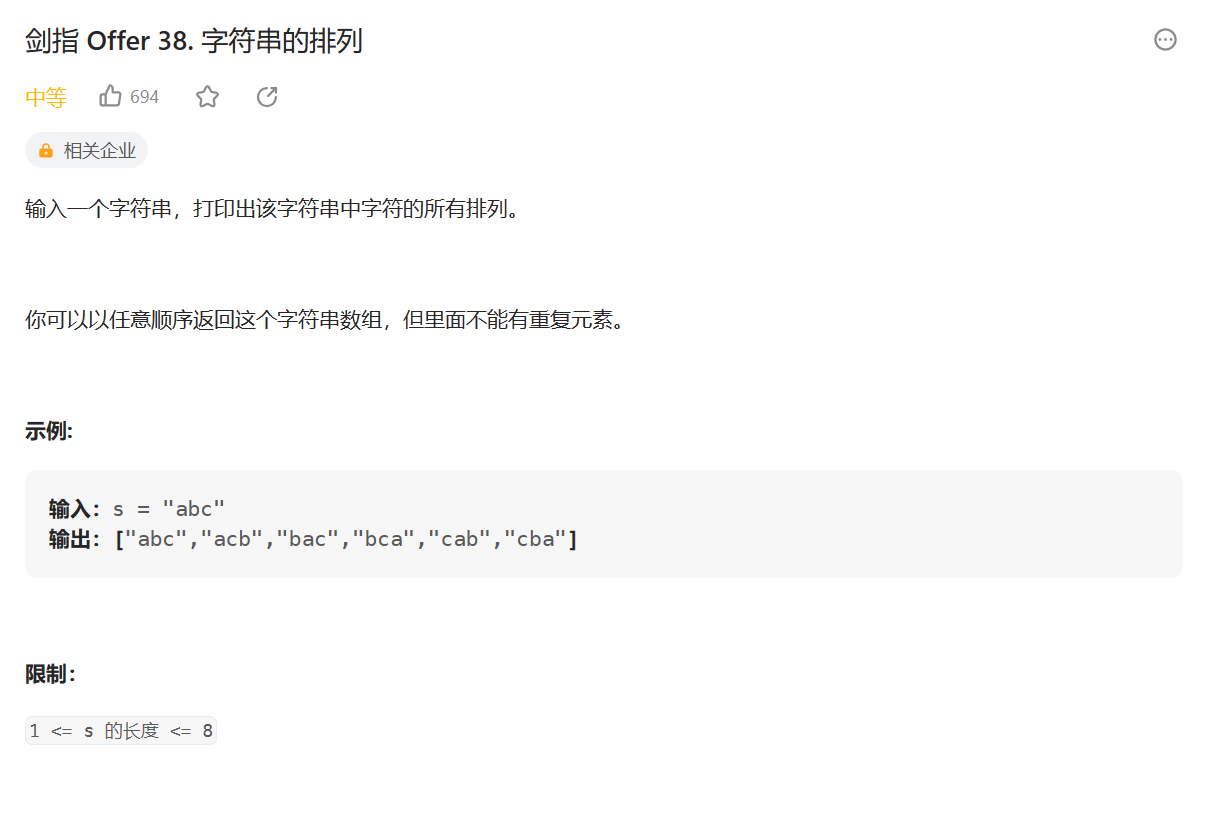 剑指 Offer 38. 字符串的排列
中等 694
相关企业
输入一个字符串，打印出该字符串中字符的所有排列。
你可以以任意顺序返回这个字符串数组，但里面不能有重复元素。
示例:
输入：s = "abc"
输出：["abc","acb","bac","bca","cab","cba"]
限制：
1 <= s 的长度 <= 8